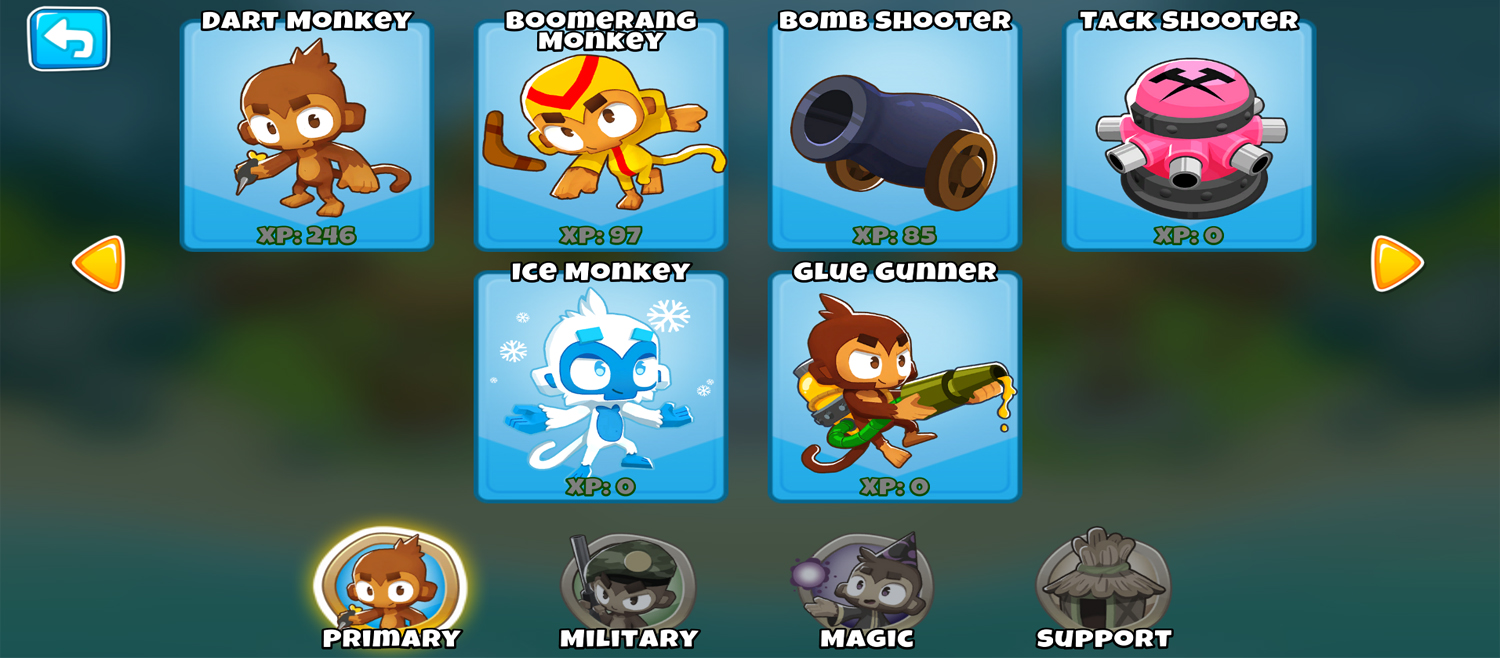 Dart Monkey
Boomerang
Monkey
Bomb Shooter
Tack Shooter
XP: 246
XP: 97
XP: 85
XP: 0
Ice Monkey
Glue Gunner
XP: 0
XP: 0
Primary
Military
Magic
Support